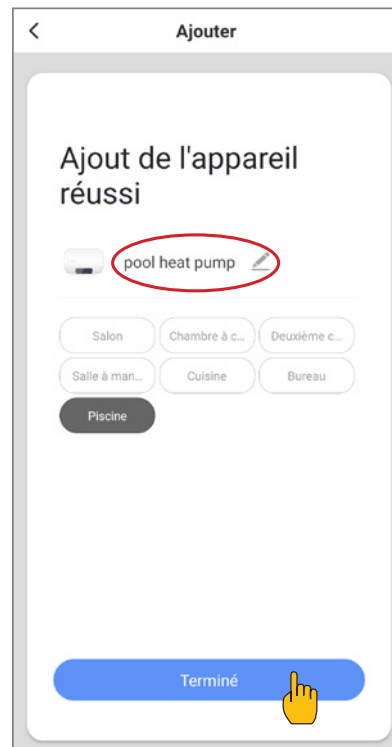 Ajouter
Ajout de l'appareil
réussi
pool heat pump
Salon Chambre à c... Deuxième c...
Salle à man... Cuisine Bureau
Piscine
Terminé